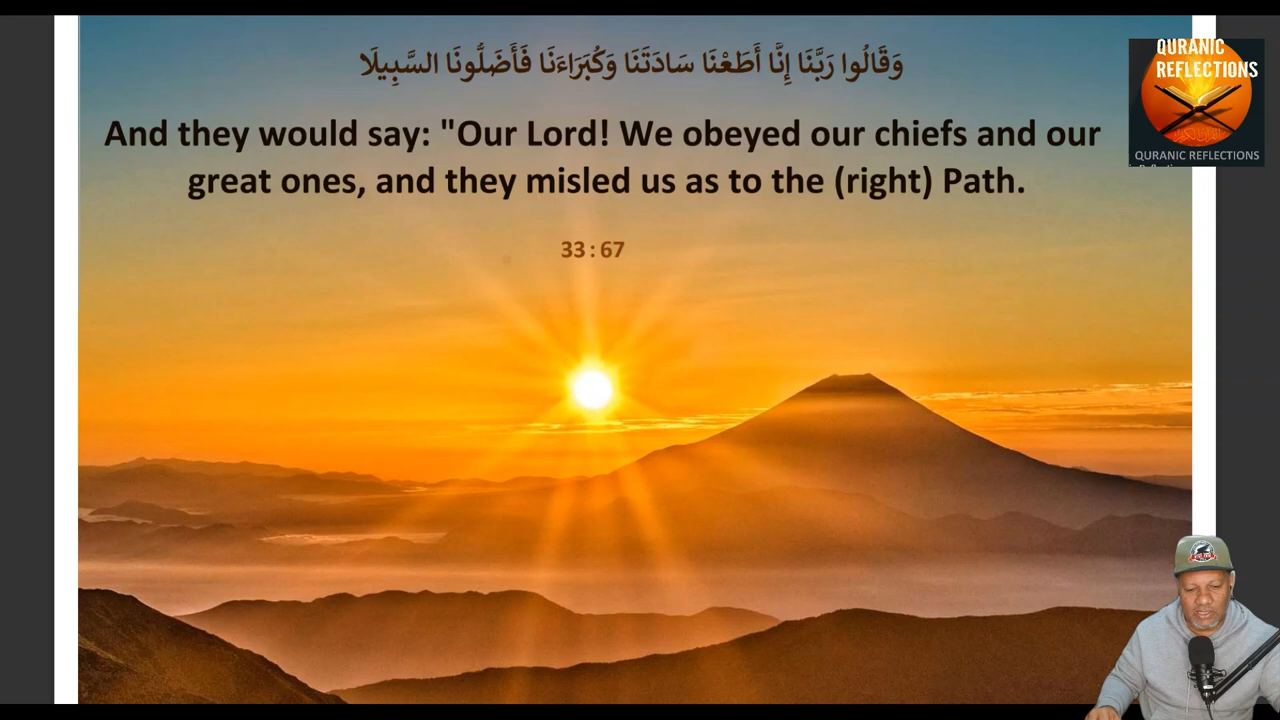 وَقَالُوا رَبَّنَا إِنَّا أَطَعْنَا سَادَتَنَا وَكُبَرَاءَنَا فَأَضَلُّونَا السَّبِيلَا
And they would say: "Our Lord! We obeyed our chiefs and our
great ones, and they misled us as to the (right) Path.
33:67
QURANIC
REFLECTIONS
QURANIC REFLECTIONS